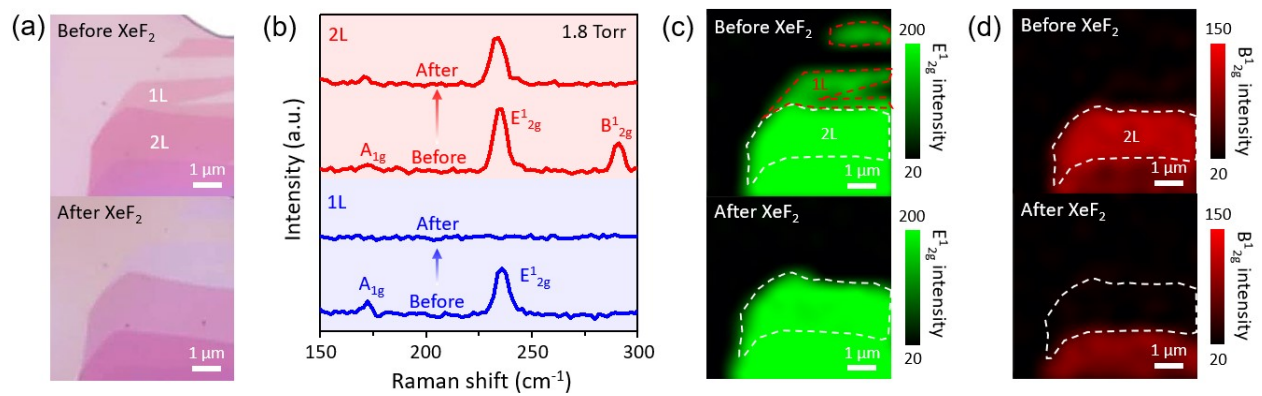 (a)
Before XeF₂
1L
2L
1 μm
After XeF₂
1 μm
(b)
2L
1.8 Torr
After
E¹₂g
B¹₂g
A₁g
Before
1L
After
A₁g
Before
E¹₂g
Intensity (a.u.)
150 200 250 300
Raman shift (cm⁻¹)
(c)
Before XeF₂
1L
2L
1 μm
200
E¹₂g intensity
20
After XeF₂
1 μm
200
E¹₂g intensity
20
(d)
Before XeF₂
2L
1 μm
150
B¹₂g intensity
20
After XeF₂
1 μm
150
B¹₂g intensity
20